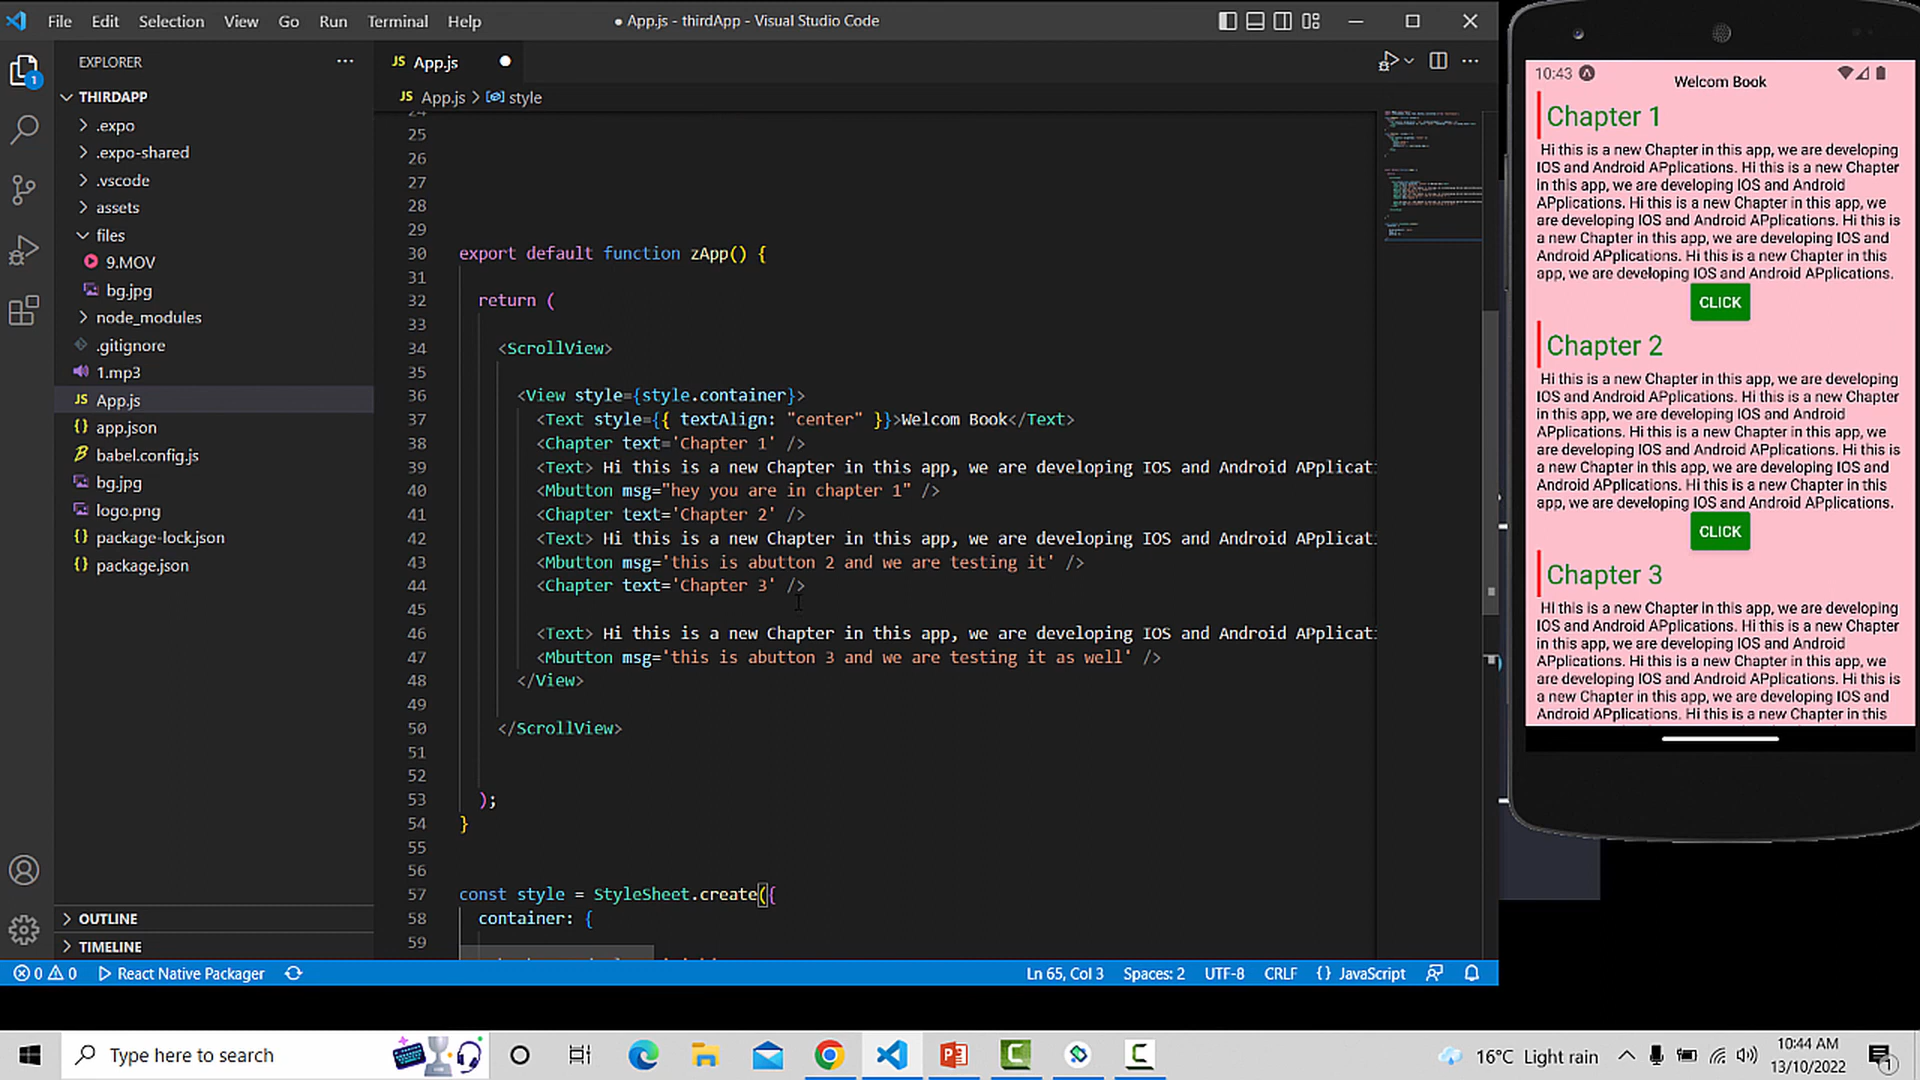 File Edit Selection View Go Run Terminal Help
● App.js - thirdApp - Visual Studio Code
EXPLORER
THIRDAPP
.expo
.expo-shared
.vscode
assets
files
9.MOV
bg.jpg
node_modules
.gitignore
1.mp3
JS App.js
{} app.json
babel.config.js
bg.jpg
logo.png
{} package-lock.json
{} package.json
OUTLINE
TIMELINE
JS App.js
JS App.js > style
24
25
26
27
28
29
30 export default function zApp() {
31
32 return (
33
34 <ScrollView>
35
36 <View style={style.container}>
37 <Text style={{ textAlign: "center" }}>Welcom Book</Text>
38 <Chapter text='Chapter 1' />
39 <Text> Hi this is a new Chapter in this app, we are developing IOS and Android APplicati
40 <Mbutton msg="hey you are in chapter 1" />
41 <Chapter text='Chapter 2' />
42 <Text> Hi this is a new Chapter in this app, we are developing IOS and Android APplicati
43 <Mbutton msg='this is abutton 2 and we are testing it' />
44 <Chapter text='Chapter 3' />
45
46 <Text> Hi this is a new Chapter in this app, we are developing IOS and Android APplicati
47 <Mbutton msg='this is abutton 3 and we are testing it as well' />
48 </View>
49
50 </ScrollView>
51
52
53 );
54 }
55
56
57 const style = StyleSheet.create({
58 container: {
59
0 0 React Native Packager
Ln 65, Col 3 Spaces: 2 UTF-8 CRLF {} JavaScript
10:43
Welcom Book
Chapter 1
Hi this is a new Chapter in this app, we are developing
IOS and Android APplications. Hi this is a new Chapter
in this app, we are developing IOS and Android
APplications. Hi this is a new Chapter in this app, we
are developing IOS and Android APplications. Hi this is
a new Chapter in this app, we are developing IOS and
Android APplications. Hi this is a new Chapter in this
app, we are developing IOS and Android APplications.
CLICK
Chapter 2
Hi this is a new Chapter in this app, we are developing
IOS and Android APplications. Hi this is a new Chapter
in this app, we are developing IOS and Android
APplications. Hi this is a new Chapter in this app, we
are developing IOS and Android APplications. Hi this is
a new Chapter in this app, we are developing IOS and
Android APplications. Hi this is a new Chapter in this
app, we are developing IOS and Android APplications.
CLICK
Chapter 3
Hi this is a new Chapter in this app, we are developing
IOS and Android APplications. Hi this is a new Chapter
in this app, we are developing IOS and Android
APplications. Hi this is a new Chapter in this app, we
are developing IOS and Android APplications. Hi this is
a new Chapter in this app, we are developing IOS and
Android APplications. Hi this is a new Chapter in this
Type here to search
16°C Light rain
10:44 AM
13/10/2022